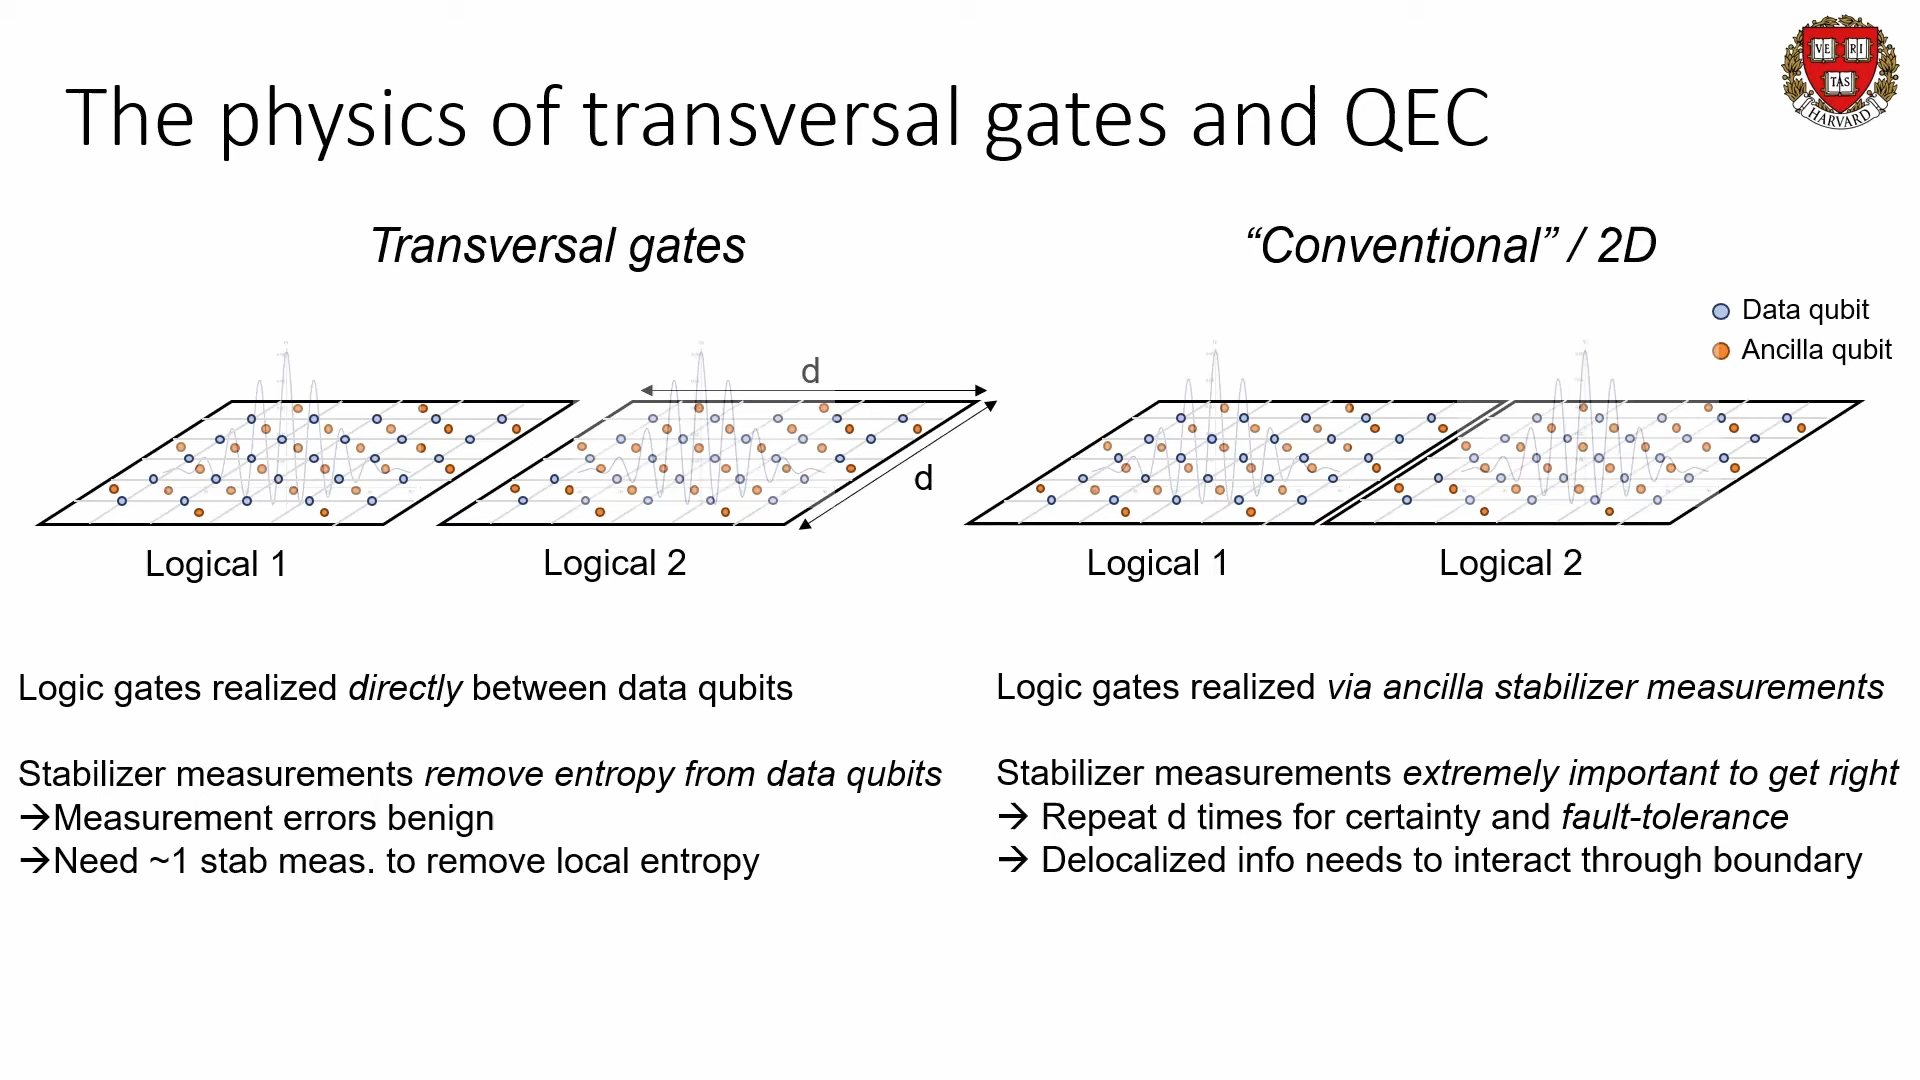 VE RI
TAS
HARVARD
The physics of transversal gates and QEC
Transversal gates
“Conventional” / 2D
Data qubit
Ancilla qubit
d
d
Logical 1
Logical 2
Logical 1
Logical 2
Logic gates realized directly between data qubits
Stabilizer measurements remove entropy from data qubits
→Measurement errors benign
→Need ~1 stab meas. to remove local entropy
Logic gates realized via ancilla stabilizer measurements
Stabilizer measurements extremely important to get right
→ Repeat d times for certainty and fault-tolerance
→ Delocalized info needs to interact through boundary